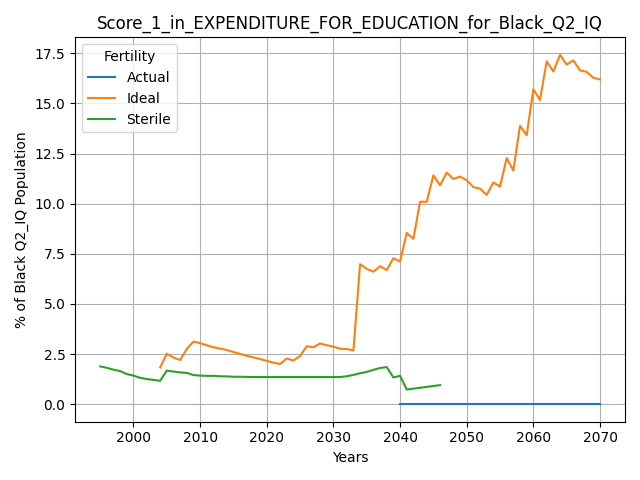 Score_1_in_EXPENDITURE_FOR_EDUCATION_for_Black_Q2_IQ
Fertility
Actual
Ideal
Sterile
% of Black Q2_IQ Population
17.5
15.0
12.5
10.0
7.5
5.0
2.5
0.0
2000 2010 2020 2030 2040 2050 2060 2070
Years